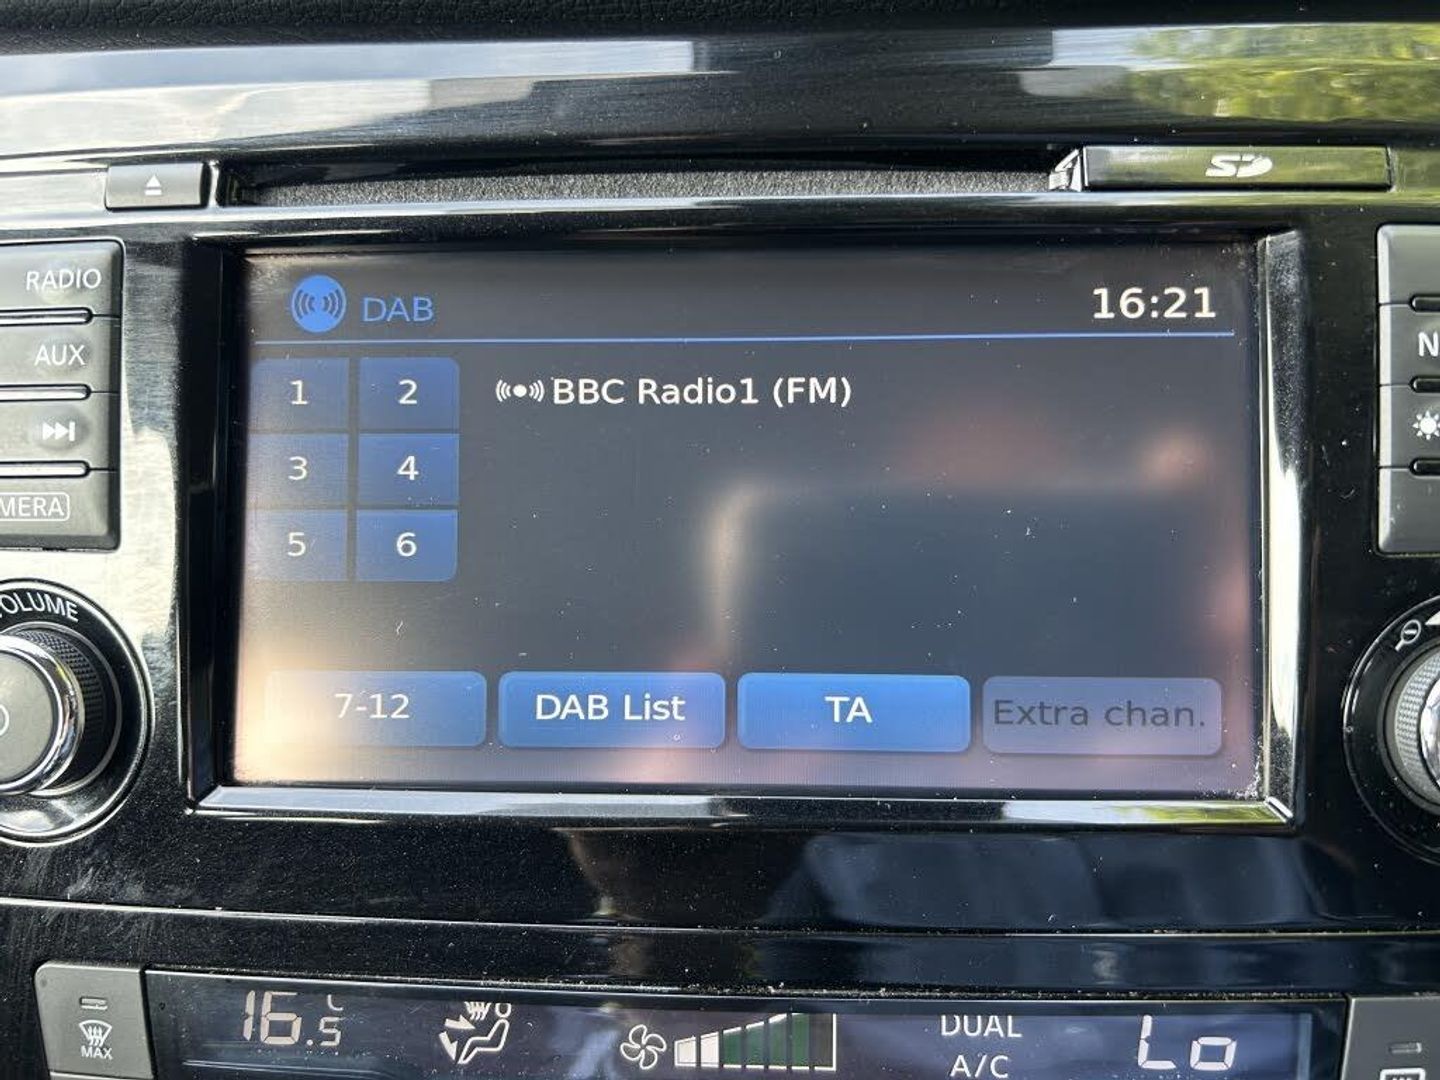 SD
RADIO
AUX
MERA
VOLUME
DAB
16:21
1 2
BBC Radio1 (FM)
3 4
5 6
7-12
DAB List
TA
Extra chan.
N
MAX
16.5
DUAL
A/C
Lo